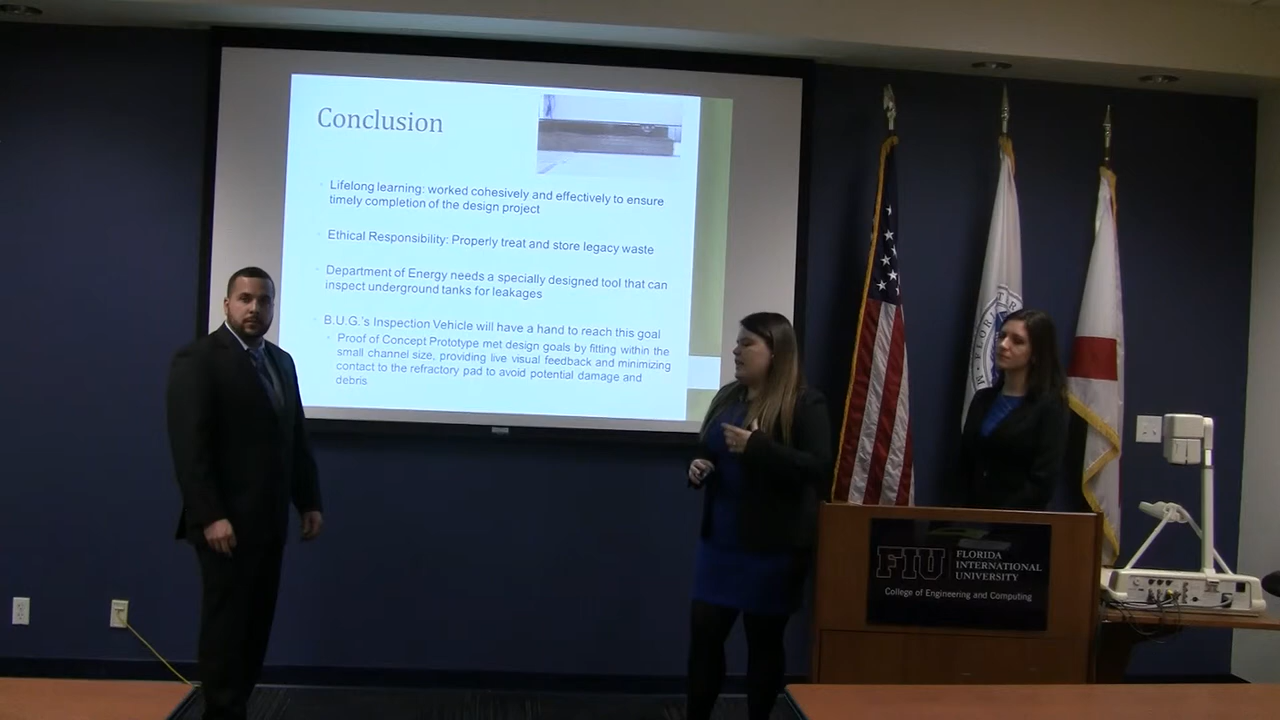 Conclusion
Lifelong learning: worked cohesively and effectively to ensure
timely completion of the design project
Ethical Responsibility: Properly treat and store legacy waste
Department of Energy needs a specially designed tool that can
inspect underground tanks for leakages
B.U.G.'s Inspection Vehicle will have a hand to reach this goal
Proof of Concept Prototype met design goals by fitting within the
small channel size, providing live visual feedback and minimizing
contact to the refractory pad to avoid potential damage and
debris
FIU
FLORIDA
INTERNATIONAL
UNIVERSITY
College of Engineering and Computing